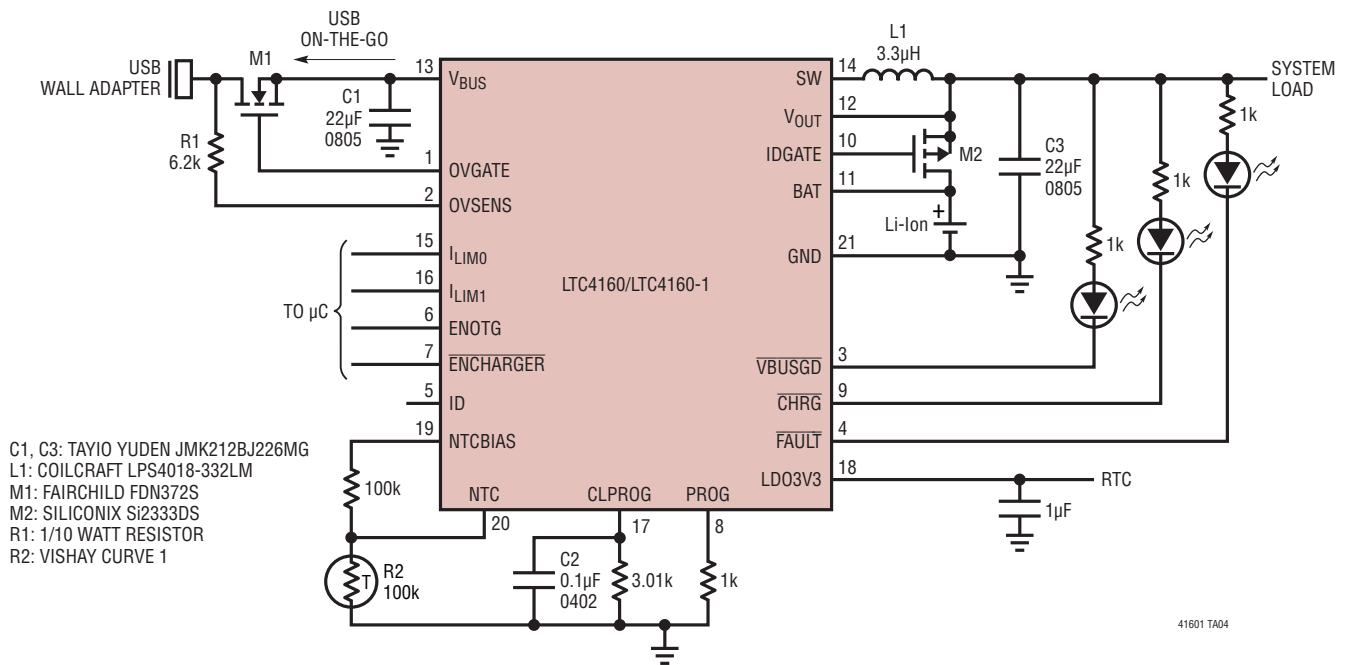 USB
ON-THE-GO
M1
USB
WALL ADAPTER
R1
6.2k
C1
22µF
0805
13
VBUS
1
OVGATE
2
OVSENS
15
ILIM0
16
ILIM1
6
ENOTG
7
ENCHARGER
TO µC
5
ID
19
NTCBIAS
100k
NTC
20
CLPROG
17
PROG
8
T
R2
100k
C2
0.1µF
0402
3.01k
1k
LTC4160/LTC4160-1
SW
14
L1
3.3µH
VOUT
12
IDGATE
10
M2
BAT
11
Li-Ion
+
GND
21
C3
22µF
0805
SYSTEM
LOAD
1k
1k
1k
VBUSGD
3
CHRG
9
FAULT
4
LDO3V3
18
RTC
1µF
C1, C3: TAYIO YUDEN JMK212BJ226MG
L1: COILCRAFT LPS4018-332LM
M1: FAIRCHILD FDN372S
M2: SILICONIX Si2333DS
R1: 1/10 WATT RESISTOR
R2: VISHAY CURVE 1
41601 TA04